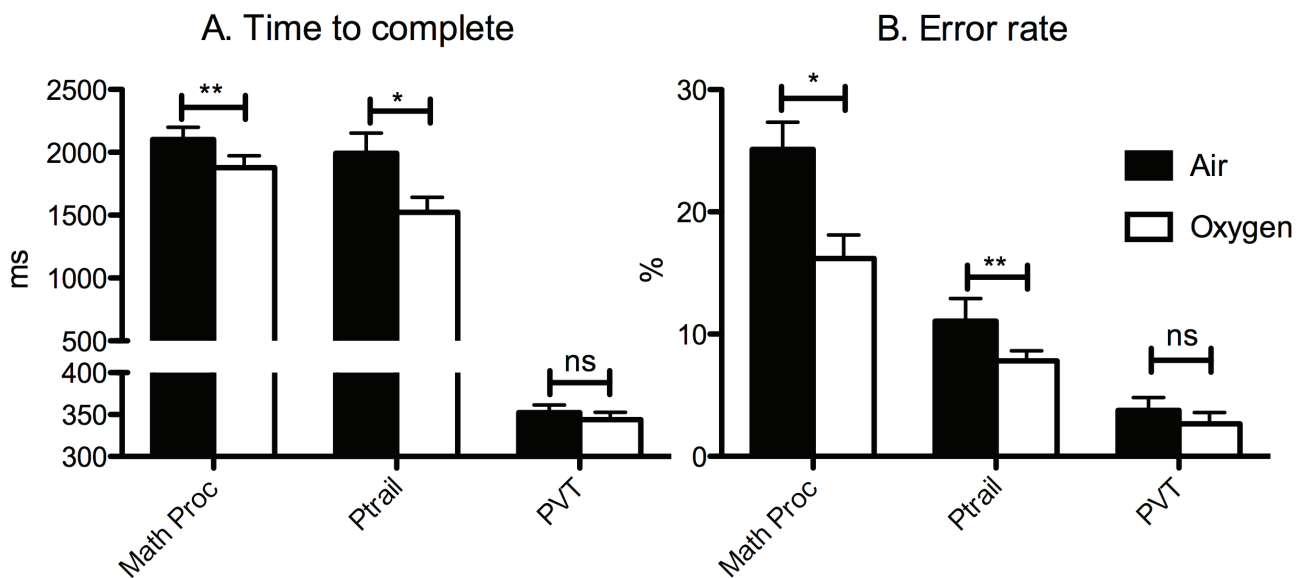 A. Time to complete
ms
2500
2000
1500
1000
500
400
350
300
**
*
ns
Math Proc
Ptrail
PVT
B. Error rate
%
30
20
10
0
*
**
ns
Math Proc
Ptrail
PVT
Air
Oxygen